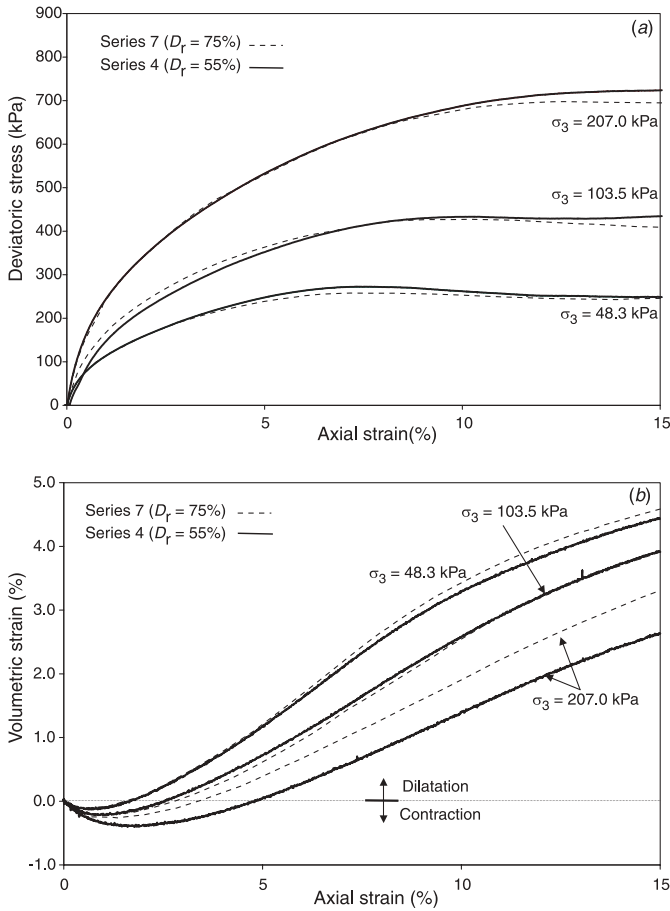 (a)
Series 7 (Dr = 75%)
Series 4 (Dr = 55%)
900
800
700
600
500
400
300
200
100
0
Deviatoric stress (kPa)
σ3 = 207.0 kPa
σ3 = 103.5 kPa
σ3 = 48.3 kPa
0
5
10
15
Axial strain(%)
(b)
Series 7 (Dr = 75%)
Series 4 (Dr = 55%)
5.0
4.0
3.0
2.0
1.0
0.0
-1.0
Volumetric strain (%)
σ3 = 103.5 kPa
σ3 = 48.3 kPa
σ3 = 207.0 kPa
Dilatation
Contraction
0
5
10
15
Axial strain (%)